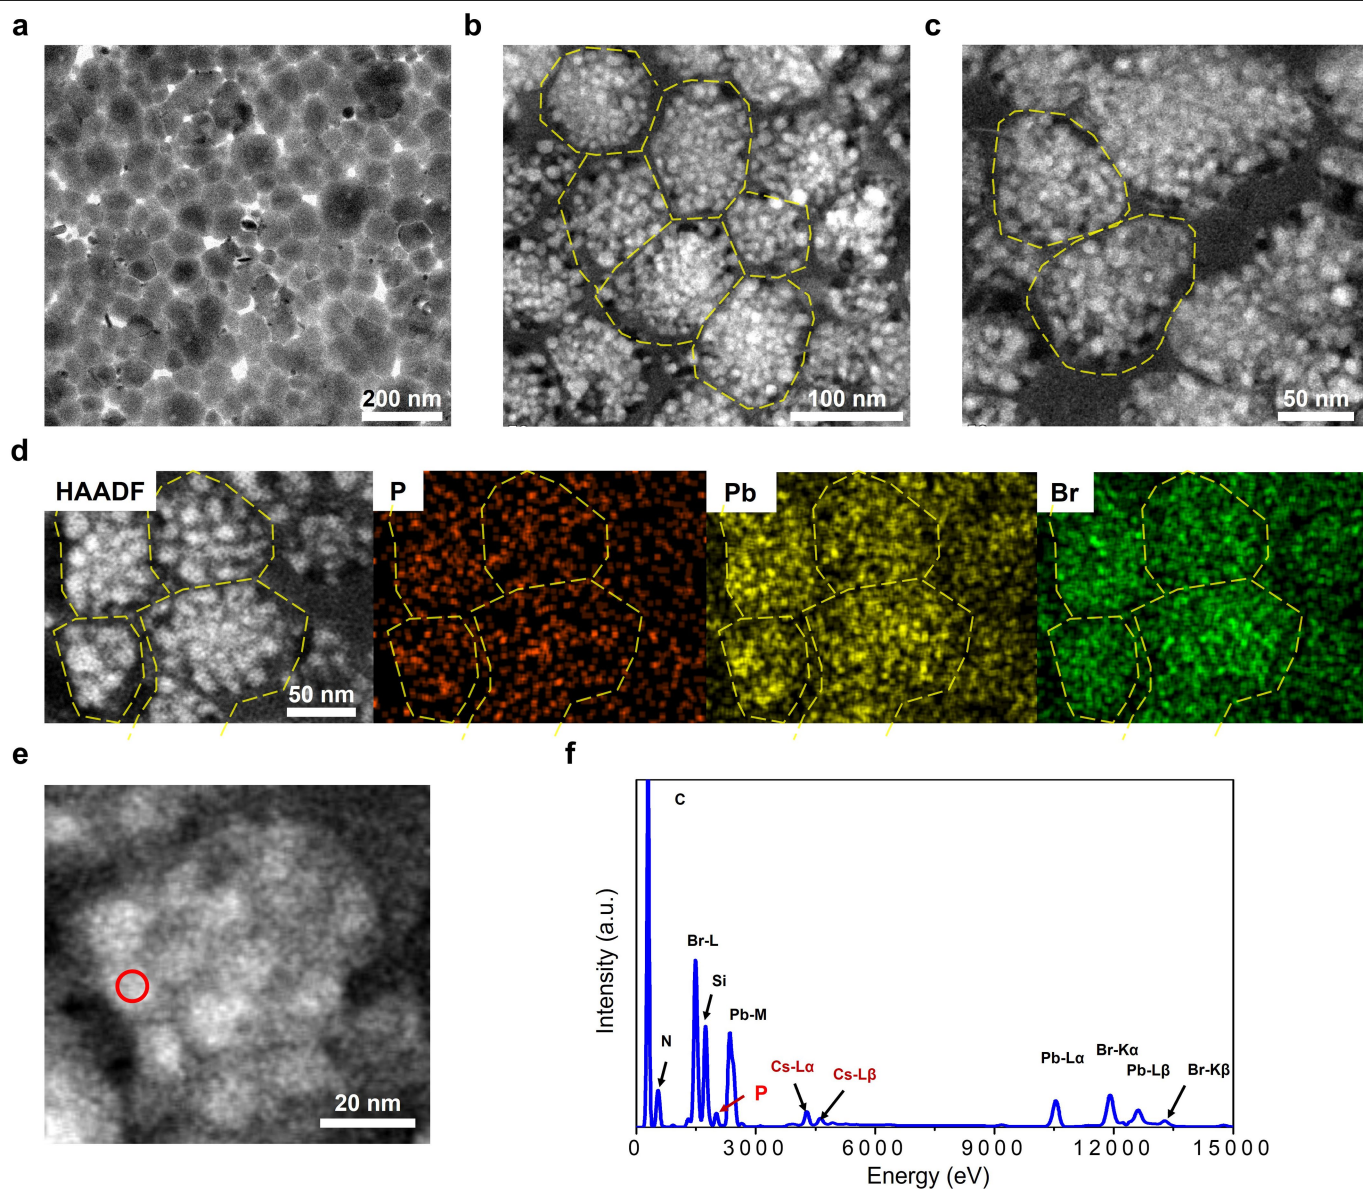 a
b
c
200 nm
100 nm
50 nm
d
HAADF
P
Pb
Br
50 nm
e
f
20 nm
Intensity (a.u.)
C
Br-L
Si
Pb-M
N
P
Cs-Lα
Cs-Lβ
Pb-Lα
Br-Kα
Pb-Lβ
Br-Kβ
0 3000 6000 9000 12000 15000
Energy (eV)